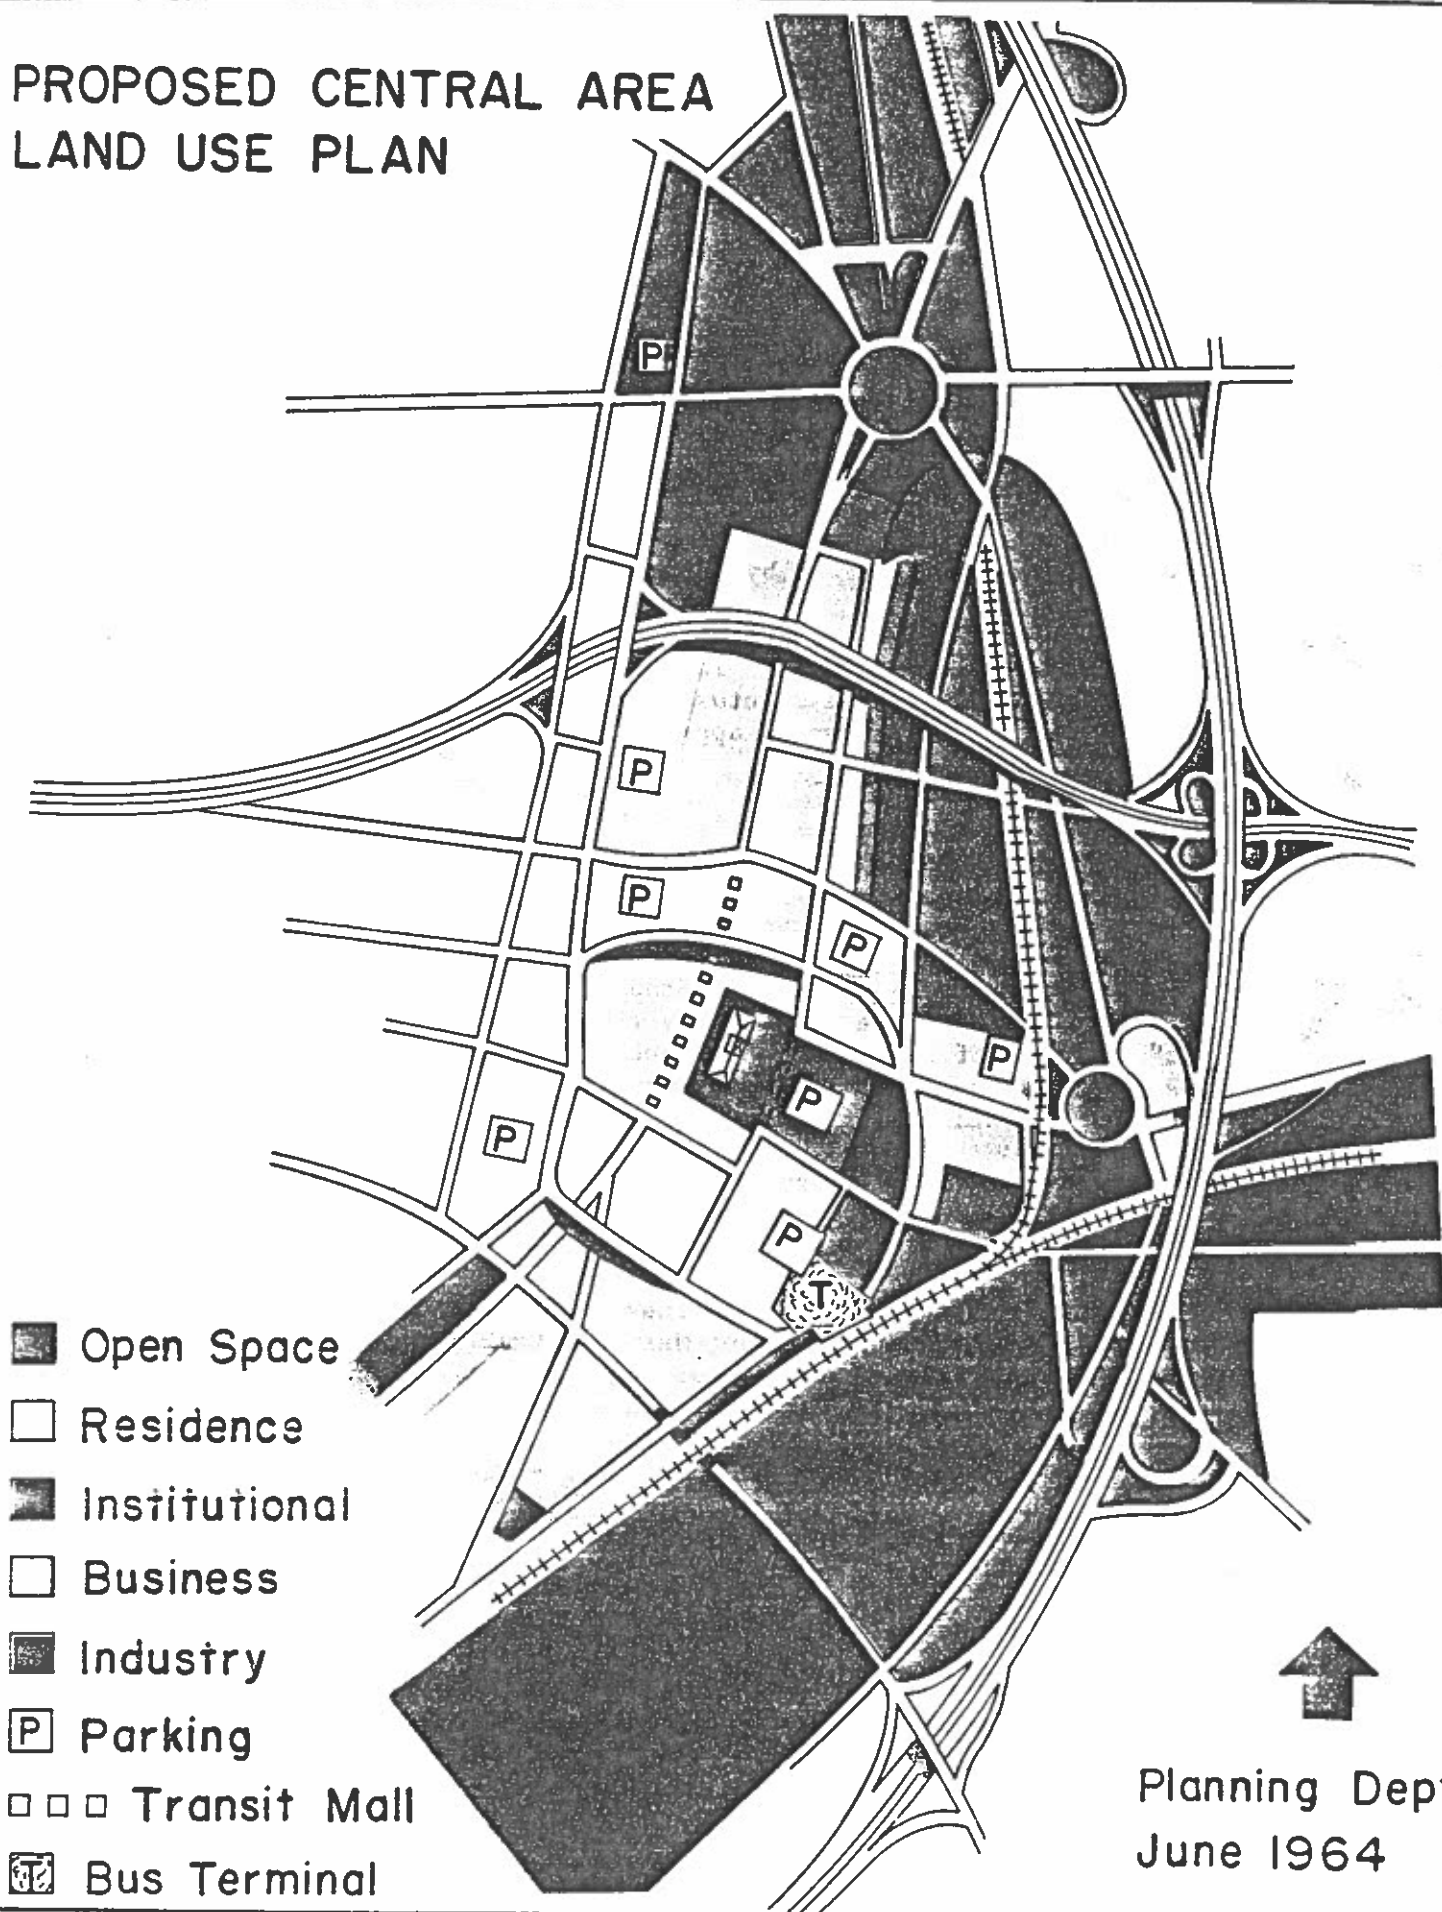 PROPOSED CENTRAL AREA
LAND USE PLAN
P
P
P
P
P
P
P
P
T
Open Space
Residence
Institutional
Business
Industry
P Parking
Transit Mall
T Bus Terminal
Planning Dep
June 1964